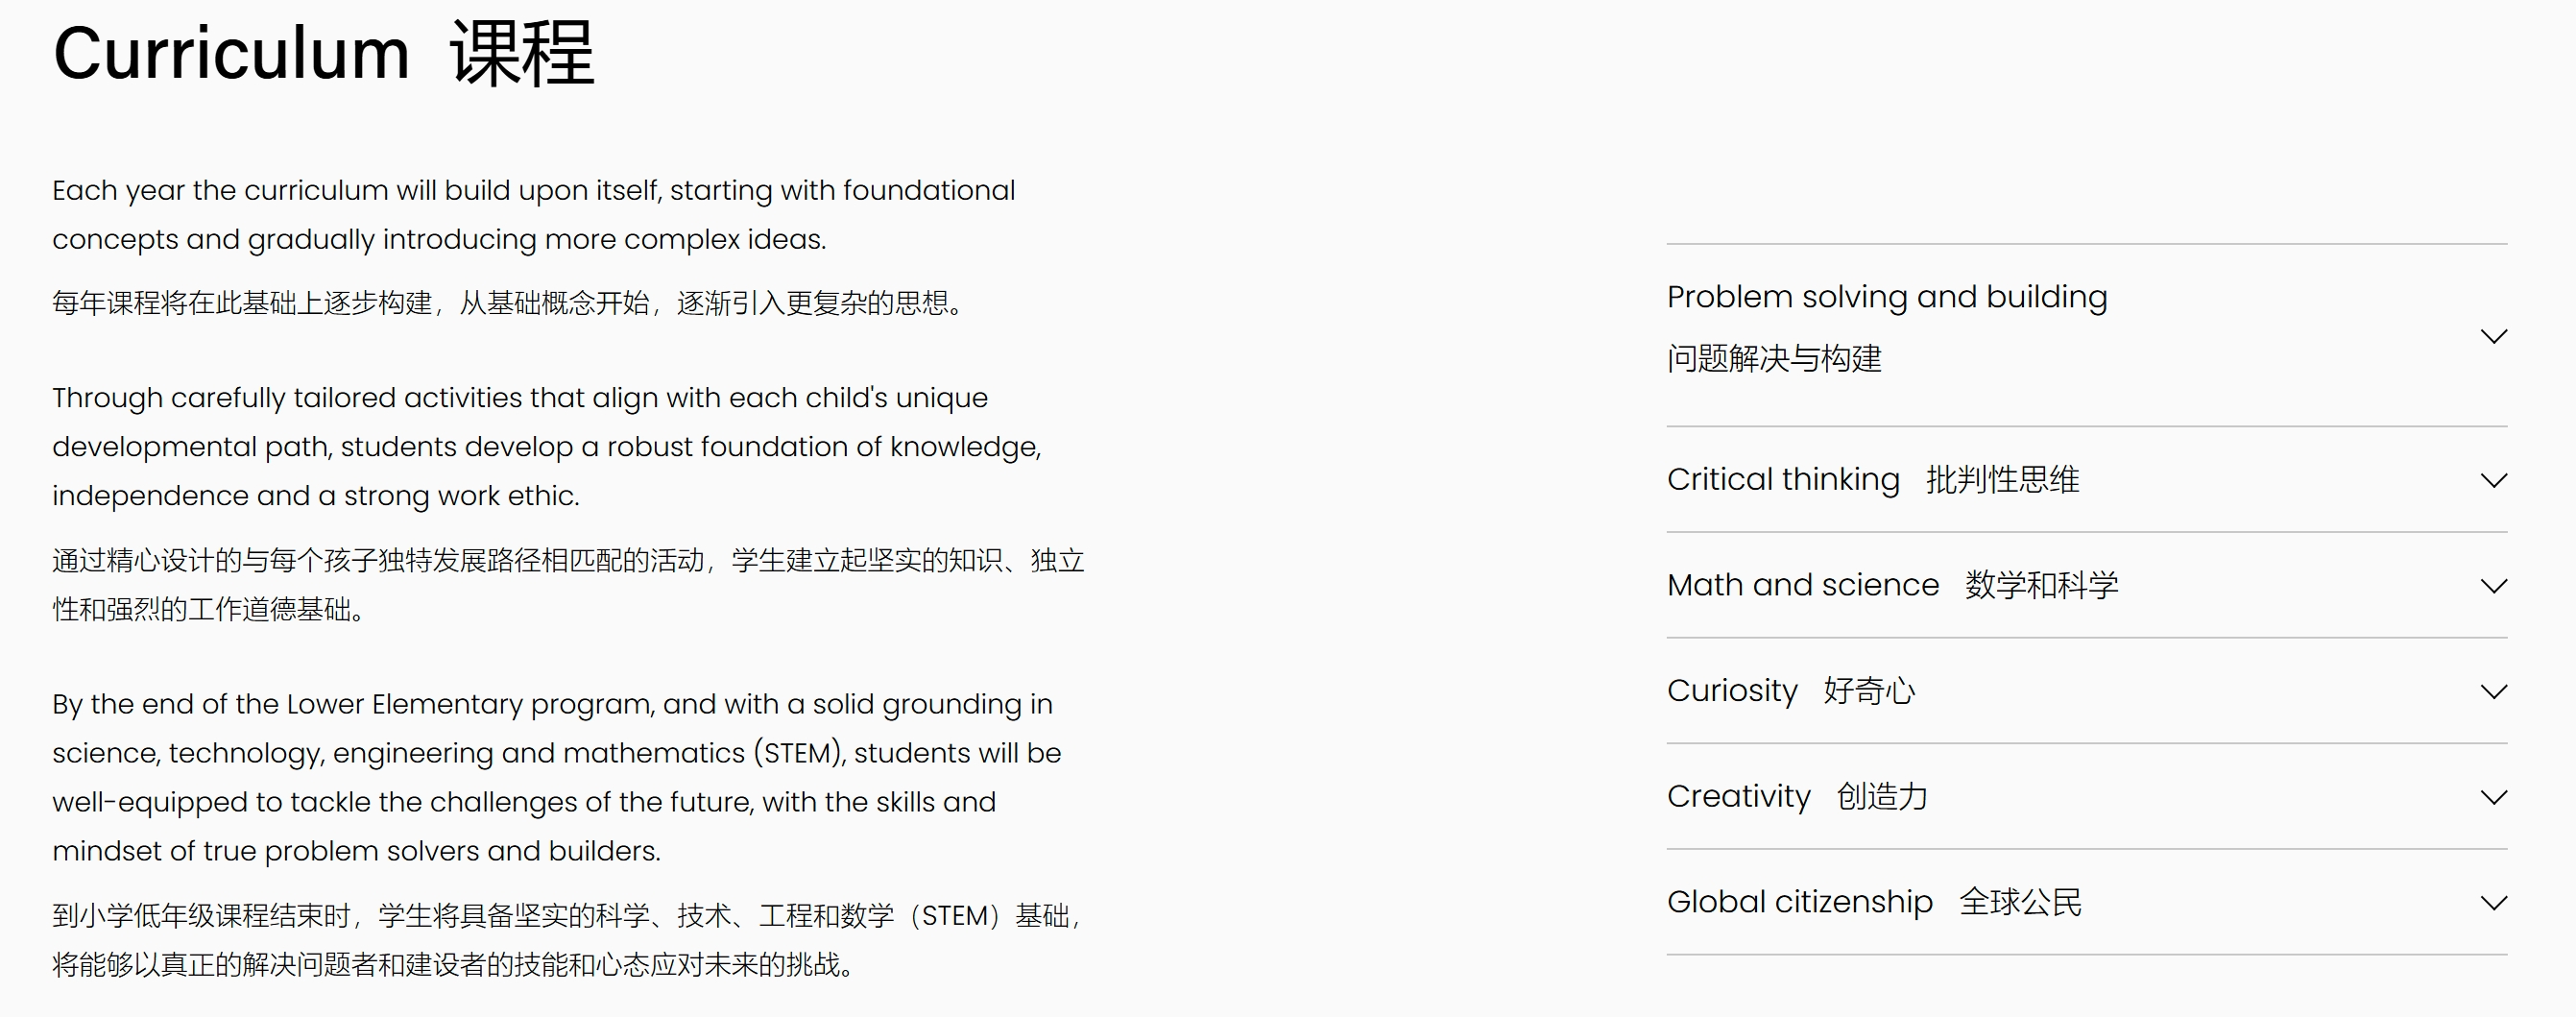 Curriculum 课程
Each year the curriculum will build upon itself, starting with foundational
concepts and gradually introducing more complex ideas.
每年课程将在此基础上逐步构建，从基础概念开始，逐渐引入更复杂的思想。
Through carefully tailored activities that align with each child's unique
developmental path, students develop a robust foundation of knowledge,
independence and a strong work ethic.
通过精心设计的与每个孩子独特发展路径相匹配的活动，学生建立起坚实的知识、独立
性和强烈的工作道德基础。
By the end of the Lower Elementary program, and with a solid grounding in
science, technology, engineering and mathematics (STEM), students will be
well-equipped to tackle the challenges of the future, with the skills and
mindset of true problem solvers and builders.
到小学低年级课程结束时，学生将具备坚实的科学、技术、工程和数学（STEM）基础，
将能够以真正的解决问题者和建设者的技能和心态应对未来的挑战。
Problem solving and building
问题解决与构建
Critical thinking 批判性思维
Math and science 数学和科学
Curiosity 好奇心
Creativity 创造力
Global citizenship 全球公民